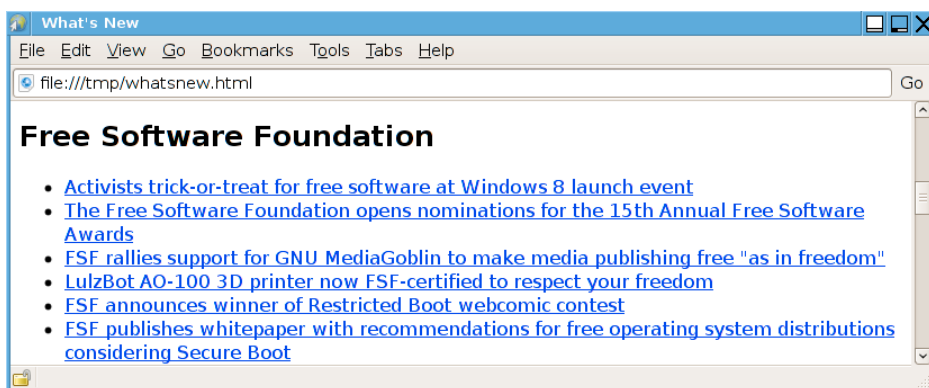 What's New
File Edit View Go Bookmarks Tools Tabs Help
file:///tmp/whatsnew.html Go
Free Software Foundation
Activists trick-or-treat for free software at Windows 8 launch event
The Free Software Foundation opens nominations for the 15th Annual Free Software
Awards
FSF rallies support for GNU MediaGoblin to make media publishing free "as in freedom"
LulzBot AO-100 3D printer now FSF-certified to respect your freedom
FSF announces winner of Restricted Boot webcomic contest
FSF publishes whitepaper with recommendations for free operating system distributions
considering Secure Boot